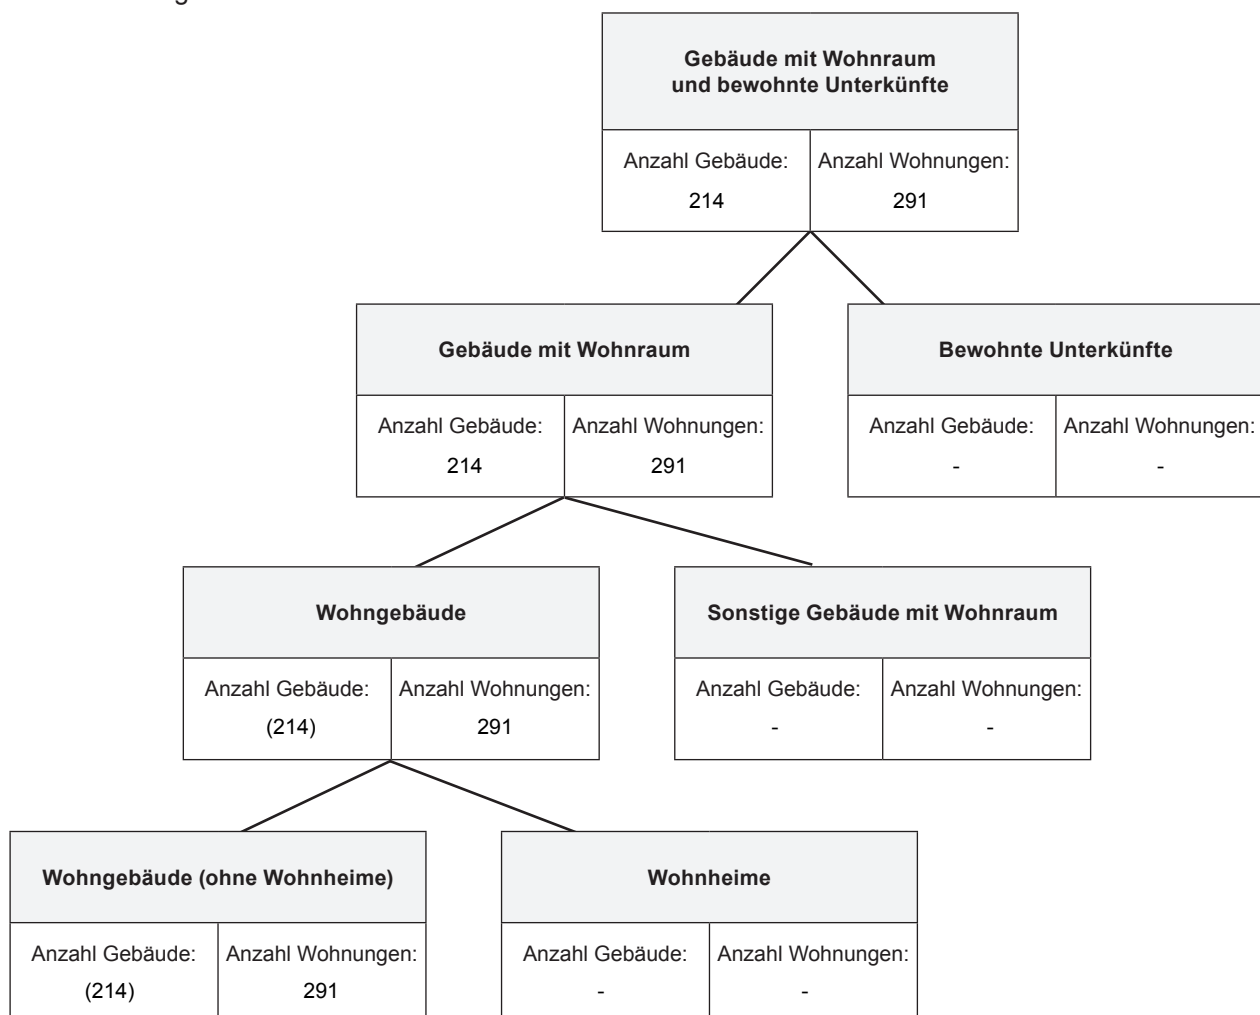 Gebäude mit Wohnraum
und bewohnte Unterkünfte
Anzahl Gebäude: Anzahl Wohnungen:
214 291
Gebäude mit Wohnraum
Bewohnte Unterkünfte
Anzahl Gebäude: Anzahl Wohnungen:
214 291
Anzahl Gebäude: Anzahl Wohnungen:
- -
Wohngebäude
Sonstige Gebäude mit Wohnraum
Anzahl Gebäude: Anzahl Wohnungen:
(214) 291
Anzahl Gebäude: Anzahl Wohnungen:
- -
Wohngebäude (ohne Wohnheime)
Wohnheime
Anzahl Gebäude: Anzahl Wohnungen:
(214) 291
Anzahl Gebäude: Anzahl Wohnungen:
- -